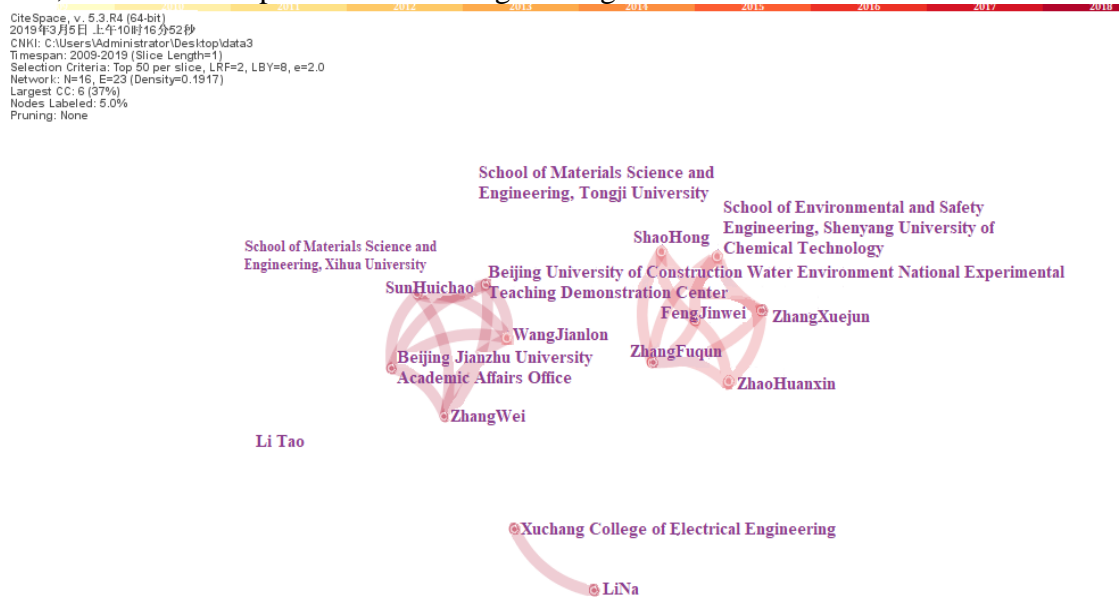 2010 2011 2012 2013 2014 2015 2016 2017 2018
CiteSpace, v. 5.3.R4 (64-bit)
2019年3月5日 上午10时16分52秒
CNKI: C:\Users\Administrator\Desktop\data3
Timespan: 2009-2019 (Slice Length=1)
Selection Criteria: Top 50 per slice, LRF=2, LBY=8, e=2.0
Network: N=16, E=23 (Density=0.1917)
Largest CC: 6 (37%)
Nodes Labeled: 5.0%
Pruning: None
School of Materials Science and
Engineering, Tongji University
School of Environmental and Safety
Engineering, Shenyang University of
Chemical Technology
ShaoHong
School of Materials Science and
Engineering, Xihua University
Beijing University of Construction Water Environment National Experimental
Teaching Demonstration Center
SunHuichao
FengJinwei
ZhangXuejun
WangJianlon
ZhangFuqun
Beijing Jianzhu University
Academic Affairs Office
ZhaoHuanxin
ZhangWei
Li Tao
Xuchang College of Electrical Engineering
LiNa